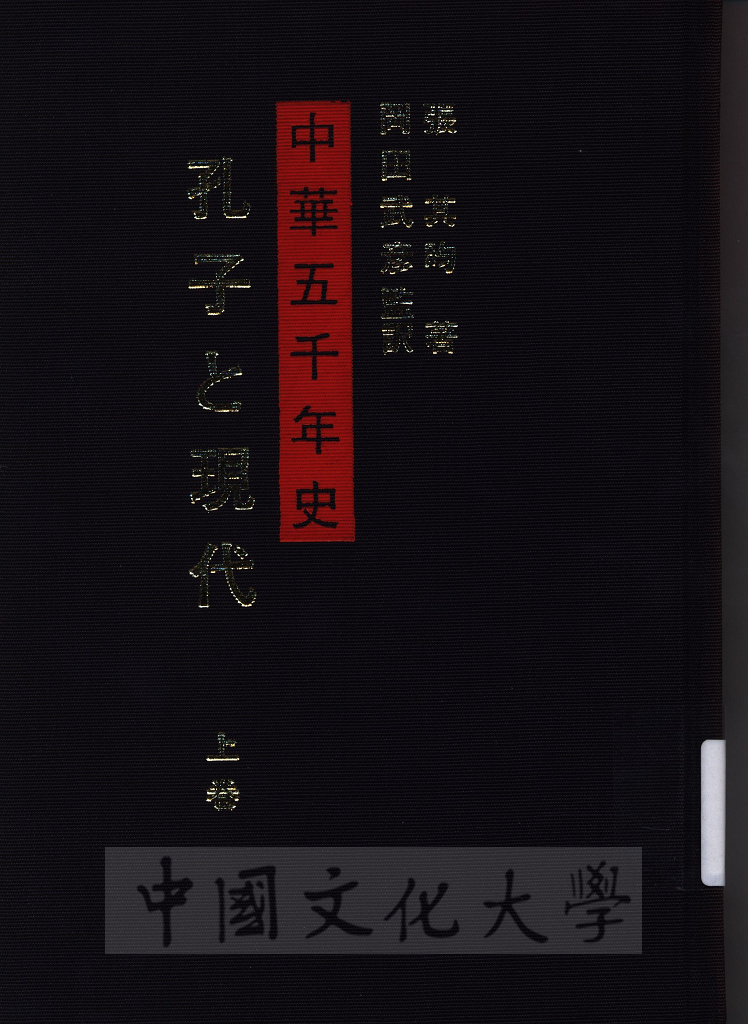 張其昀 著
岡田武彦監訳
中華五千年史
孔子と現代 上巻
中國文化大學